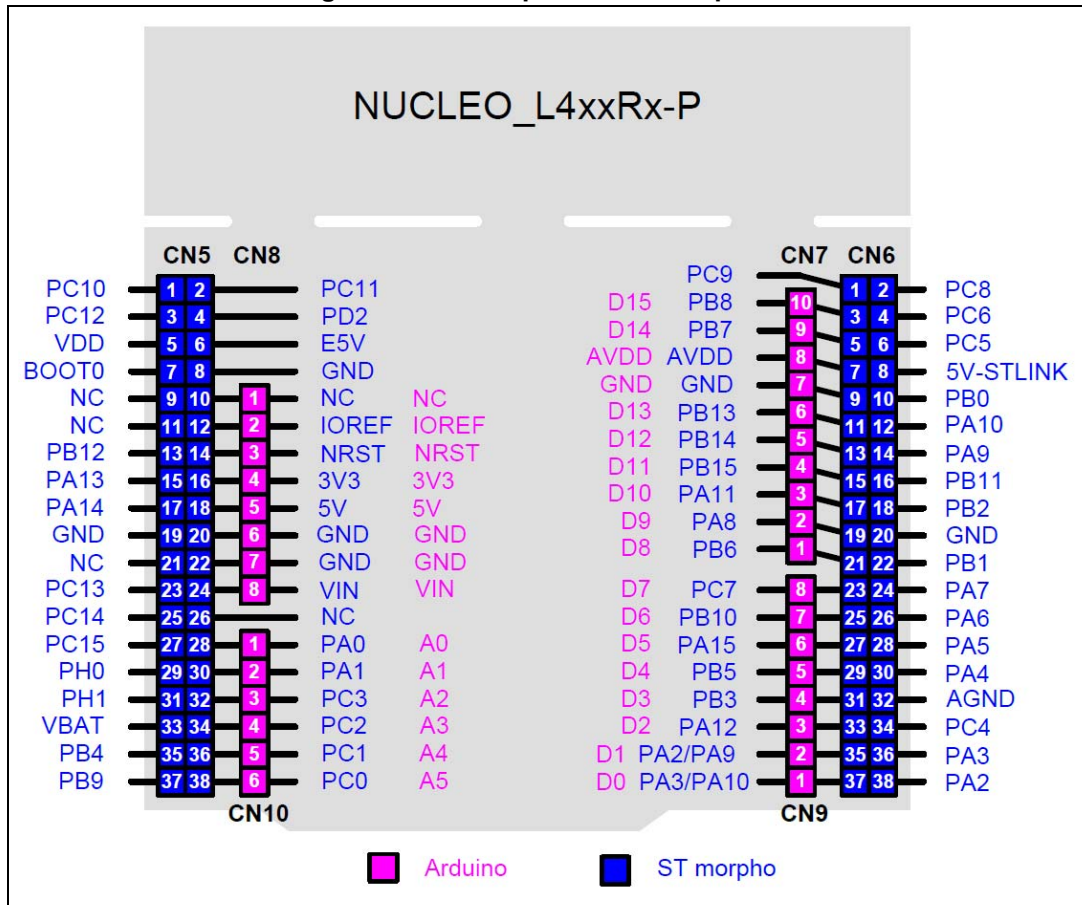 NUCLEO_L4xxRx-P
CN5 CN8 CN7 CN6
PC9
PC10 1 2 PC11 1 2 PC8
D15 PB8 10
PC12 3 4 PD2 3 4 PC6
D14 PB7 9
VDD 5 6 E5V 5 6 PC5
AVDD AVDD 8
BOOT0 7 8 GND 7 8 5V-STLINK
GND GND 7
NC 9 10 1 NC NC 9 10 PB0
D13 PB13 6
NC 11 12 2 IOREF IOREF 11 12 PA10
D12 PB14 5
PB12 13 14 3 NRST NRST 13 14 PA9
D11 PB15 4
PA13 15 16 4 3V3 3V3 15 16 PB11
D10 PA11 3
PA14 17 18 5 5V 5V 17 18 PB2
D9 PA8 2
GND 19 20 6 GND GND 19 20 GND
D8 PB6 1
NC 21 22 7 GND GND 21 22 PB1
PC13 23 24 8 VIN VIN D7 PC7 8 23 24 PA7
PC14 25 26 NC D6 PB10 7 25 26 PA6
PC15 27 28 1 PA0 A0 D5 PA15 6 27 28 PA5
PH0 29 30 2 PA1 A1 D4 PB5 5 29 30 PA4
PH1 31 32 3 PC3 A2 D3 PB3 4 31 32 AGND
VBAT 33 34 4 PC2 A3 D2 PA12 3 33 34 PC4
PB4 35 36 5 PC1 A4 D1 PA2/PA9 2 35 36 PA3
PB9 37 38 6 PC0 A5 D0 PA3/PA10 1 37 38 PA2
CN10 CN9
Arduino ST morpho